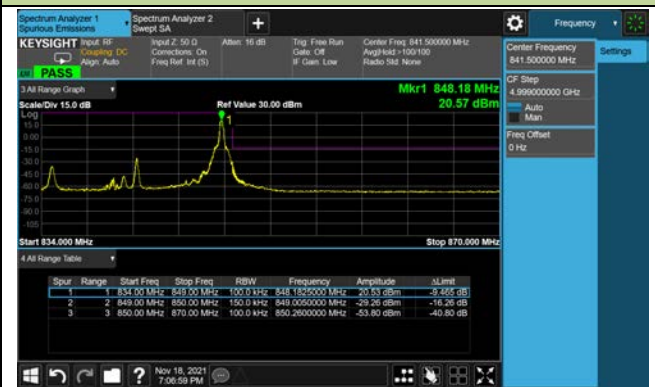 Spectrum Analyzer 1
Spurious Emissions
Spectrum Analyzer 2
Swept SA
+
Frequency
KEYSIGHT
Input: RF
Coupling: DC
Align: Auto
Input Z: 50 Ω
Corrections: On
Freq Ref: Int (S)
Atten: 16 dB
Trig: Free Run
Gate: Off
IF Gain: Low
Center Freq: 841.500000 MHz
Avg|Hold:>100/100
Radio Std: None
PASS
3 All Range Graph
Mkr1 848.18 MHz
20.57 dBm
Scale/Div 15.0 dB
Ref Value 30.00 dBm
Log
15.0
0.00
-15.0
-30.0
-45.0
-60.0
-75.0
-90.0
-105
1
Start 834.000 MHz
Stop 870.000 MHz
4 All Range Table
Spur Range Start Freq Stop Freq RBW Frequency Amplitude ΔLimit
1 1 834.00 MHz 849.00 MHz 100.0 kHz 848.1825000 MHz 20.53 dBm -9.465 dB
2 2 849.00 MHz 850.00 MHz 150.0 kHz 849.0050000 MHz -29.26 dBm -16.26 dB
3 3 850.00 MHz 870.00 MHz 100.0 kHz 850.2600000 MHz -53.80 dBm -40.80 dB
Center Frequency
841.500000 MHz
Settings
CF Step
4.999000000 GHz
Auto
Man
Freq Offset
0 Hz
?
Nov 18, 2021
7:06:59 PM